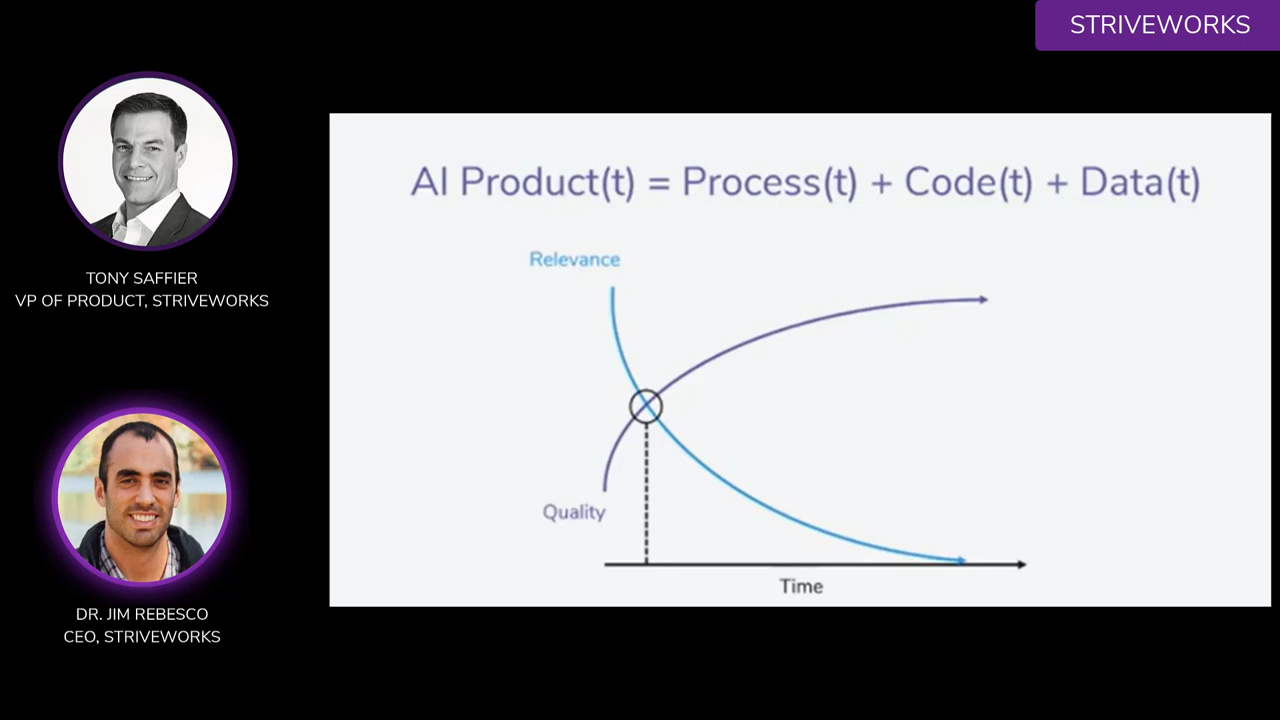 STRIVEWORKS
TONY SAFFIER
VP OF PRODUCT, STRIVEWORKS
DR. JIM REBESCO
CEO, STRIVEWORKS
AI Product(t) = Process(t) + Code(t) + Data(t)
Relevance
Quality
Time